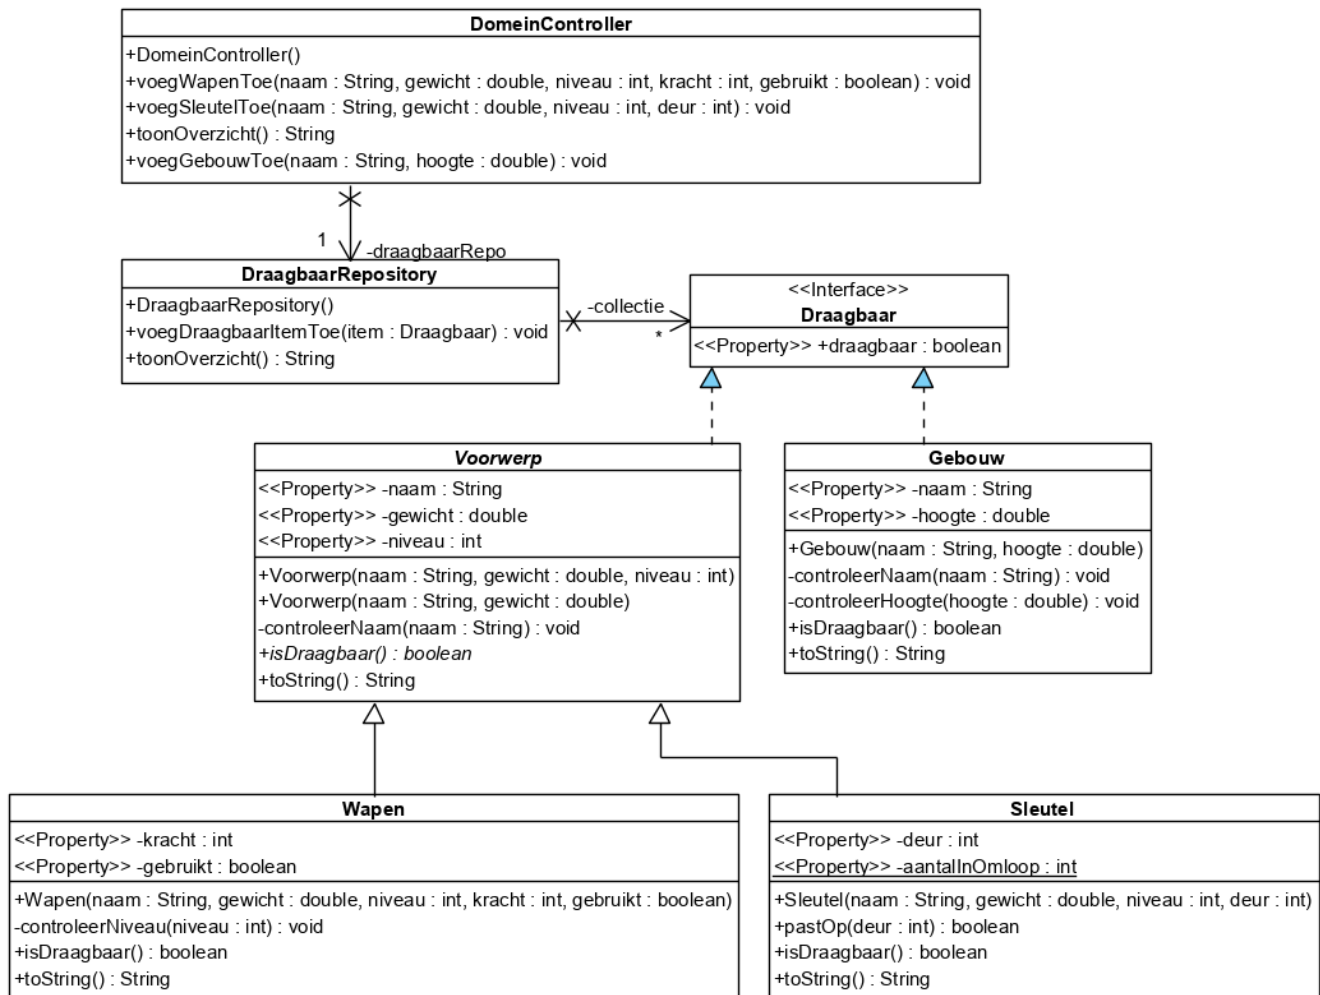 DomeinController
+DomeinController()
+voegWapenToe(naam : String, gewicht : double, niveau : int, kracht : int, gebruikt : boolean) : void
+voegSleutelToe(naam : String, gewicht : double, niveau : int, deur : int) : void
+toonOverzicht() : String
+voegGebouwToe(naam : String, hoogte : double) : void
1
-draagbaarRepo
DraagbaarRepository
+DraagbaarRepository()
+voegDraagbaarItemToe(item : Draagbaar) : void
+toonOverzicht() : String
-collectie
*
<<Interface>>
Draagbaar
<<Property>> +draagbaar : boolean
Voorwerp
<<Property>> -naam : String
<<Property>> -gewicht : double
<<Property>> -niveau : int
+Voorwerp(naam : String, gewicht : double, niveau : int)
+Voorwerp(naam : String, gewicht : double)
-controleerNaam(naam : String) : void
+isDraagbaar() : boolean
+toString() : String
Gebouw
<<Property>> -naam : String
<<Property>> -hoogte : double
+Gebouw(naam : String, hoogte : double)
-controleerNaam(naam : String) : void
-controleerHoogte(hoogte : double) : void
+isDraagbaar() : boolean
+toString() : String
Wapen
<<Property>> -kracht : int
<<Property>> -gebruikt : boolean
+Wapen(naam : String, gewicht : double, niveau : int, kracht : int, gebruikt : boolean)
-controleerNiveau(niveau : int) : void
+isDraagbaar() : boolean
+toString() : String
Sleutel
<<Property>> -deur : int
<<Property>> -aantalInOmloop : int
+Sleutel(naam : String, gewicht : double, niveau : int, deur : int)
+pastOp(deur : int) : boolean
+isDraagbaar() : boolean
+toString() : String